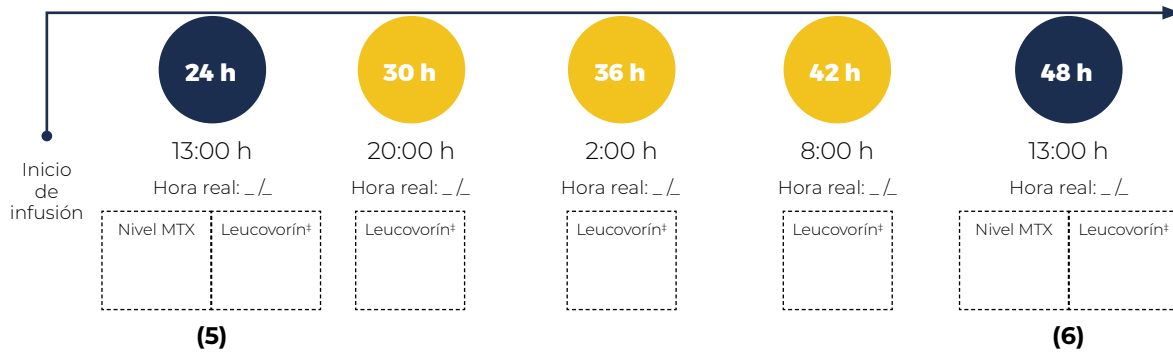 24 h
30 h
36 h
42 h
48 h
Inicio
de
infusión
13:00 h
20:00 h
2:00 h
8:00 h
13:00 h
Hora real: _ /_
Hora real: _ /_
Hora real: _ /_
Hora real: _ /_
Hora real: _ /_
Nivel MTX
Leucovorín‡
Leucovorín‡
Leucovorín‡
Leucovorín‡
Nivel MTX
Leucovorín‡
(5)
(6)